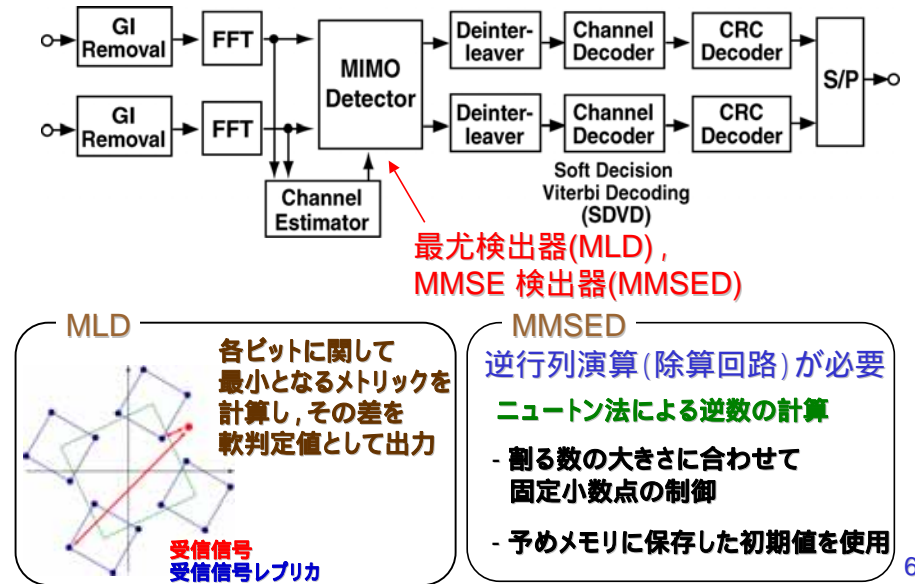 GI
Removal
FFT
MIMO
Detector
Deinter-
leaver
Channel
Decoder
CRC
Decoder
S/P
GI
Removal
FFT
Deinter-
leaver
Channel
Decoder
CRC
Decoder
Channel
Estimator
Soft Decision
Viterbi Decoding
(SDVD)
最尤検出器(MLD) ,
MMSE 検出器(MMSED)
MLD
各ビットに関して
最小となるメトリックを
計算し , その差を
軟判定値として出力
受信信号
受信信号レプリカ
MMSED
逆行列演算(除算回路)が必要
ニュートン法による逆数の計算
- 割る数の大きさに合わせて
固定小数点の制御
- 予めメモリに保存した初期値を使用
6